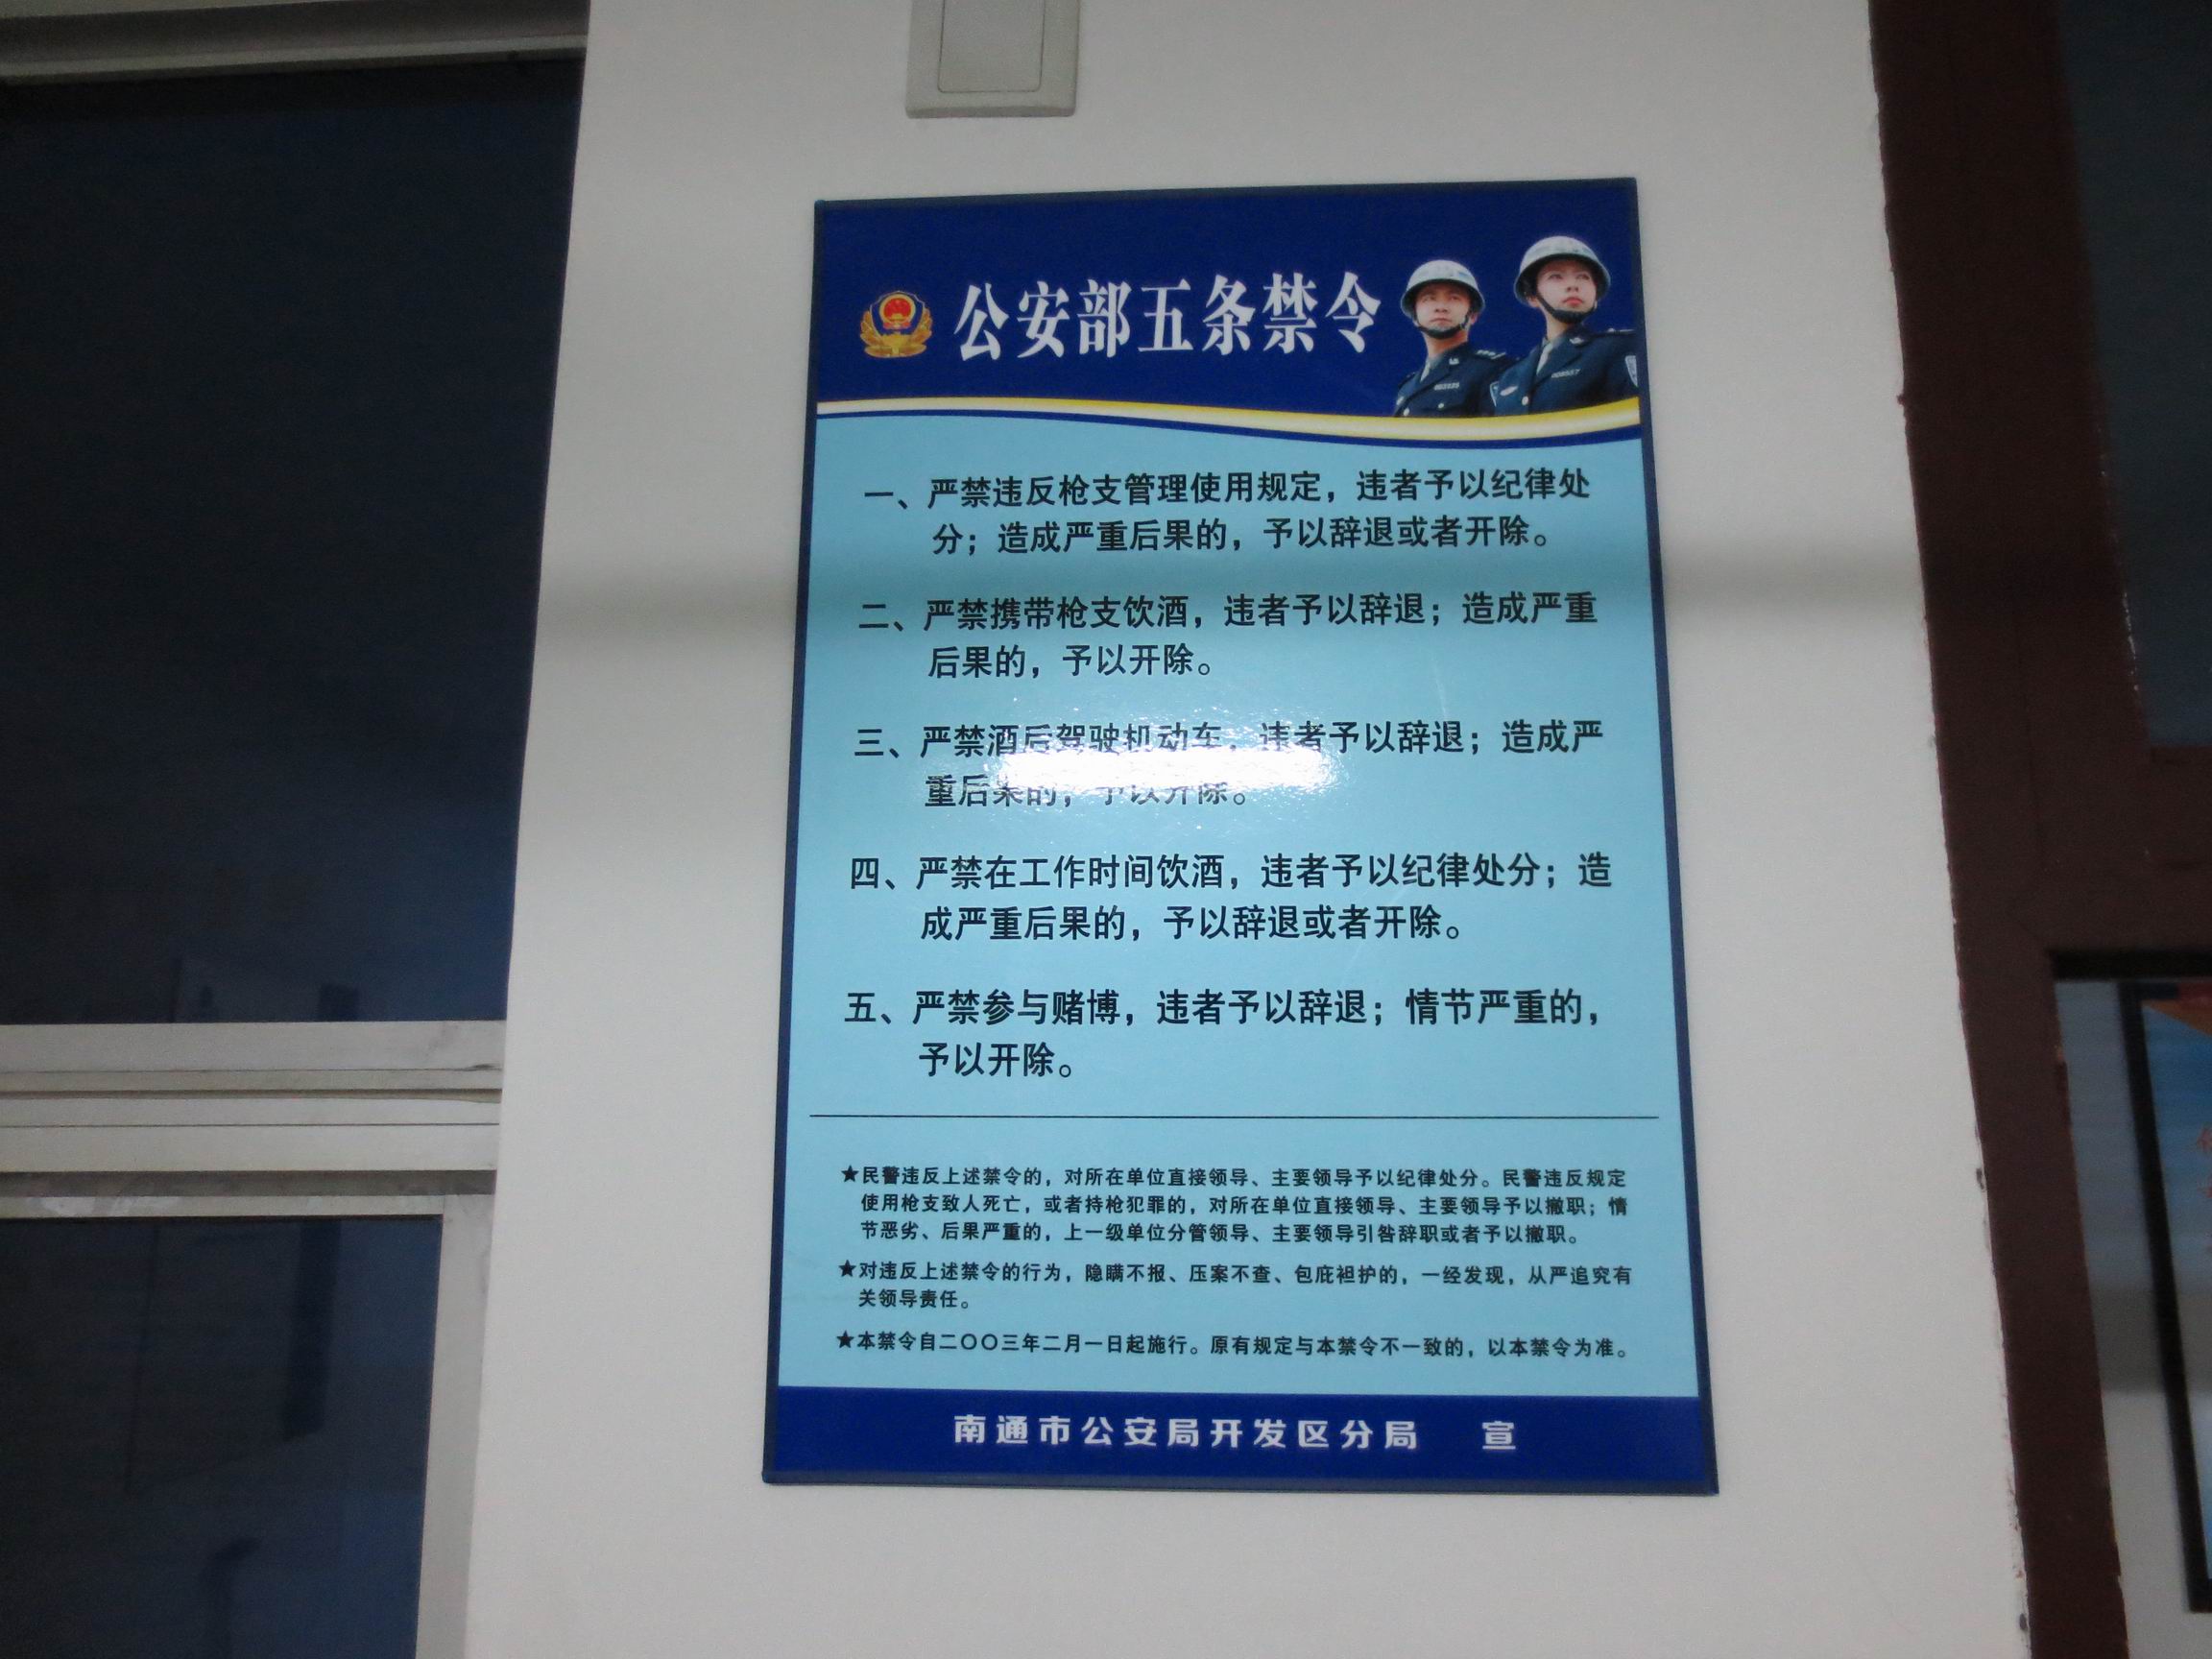 公安部五条禁令
一、严禁违反枪支管理使用规定，违者予以纪律处
分；造成严重后果的，予以辞退或者开除。
二、严禁携带枪支饮酒，违者予以辞退；造成严重
后果的，予以开除。
三、严禁酒后驾驶机动车，违者予以辞退；造成严
重后果的，予以开除。
四、严禁在工作时间饮酒，违者予以纪律处分；造
成严重后果的，予以辞退或者开除。
五、严禁参与赌博，违者予以辞退；情节严重的，
予以开除。
★民警违反上述禁令的，对所在单位直接领导、主要领导予以纪律处分。民警违反规定
使用枪支致人死亡，或者持枪犯罪的，对所在单位直接领导、主要领导予以撤职；情
节恶劣、后果严重的，上一级单位分管领导、主要领导引咎辞职或者予以撤职。
★对违反上述禁令的行为，隐瞒不报、压案不查、包庇袒护的，一经发现，从严追究有
关领导责任。
★本禁令自二〇〇三年二月一日起施行。原有规定与本禁令不一致的，以本禁令为准。
南通市公安局开发区分局 宣